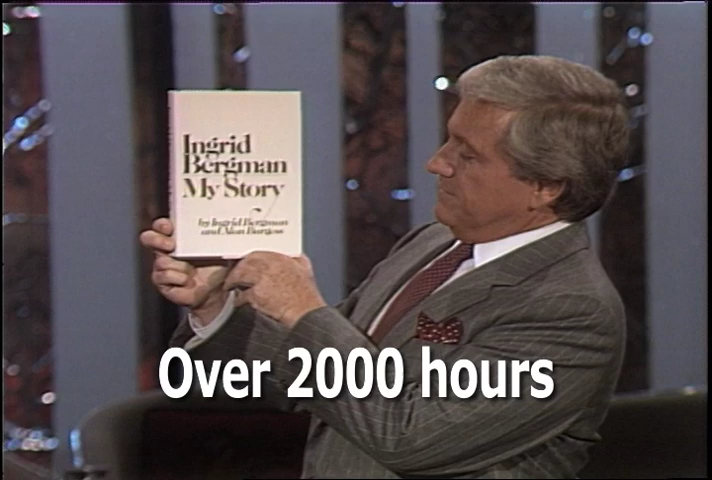 Ingrid
Bergman
My Story
by Ingrid Bergman
and Alan Burgess
Over 2000 hours